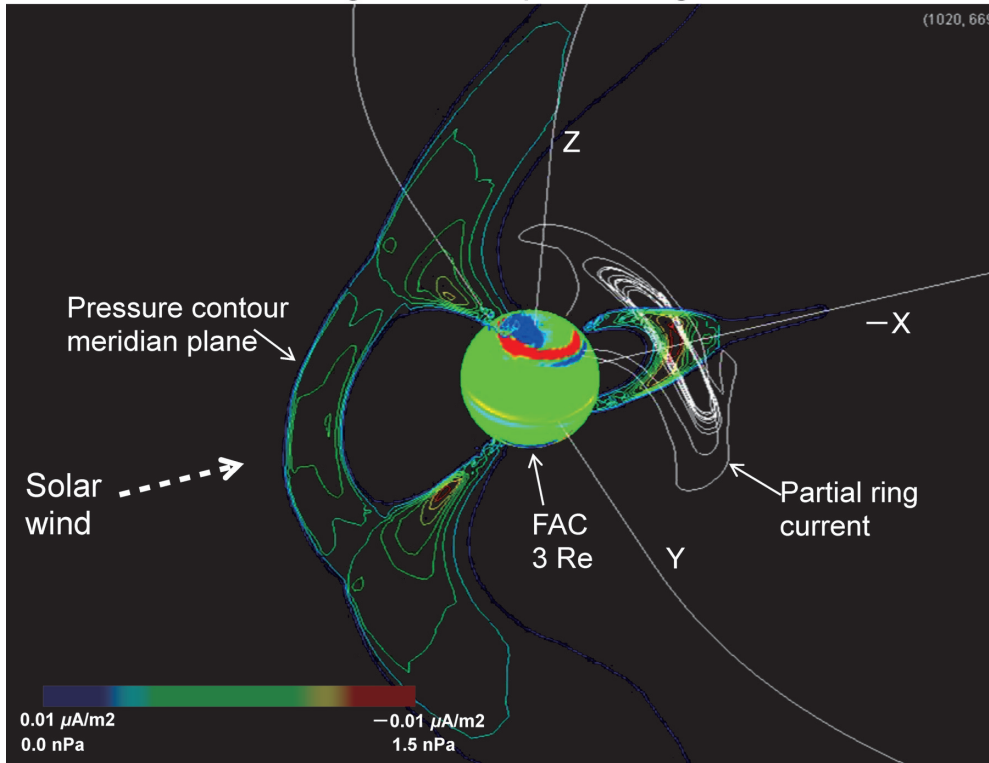 (1020, 669
Z
Pressure contour
meridian plane
−X
Solar
wind
Partial ring
current
FAC
3 Re
Y
0.01 μA/m2
−0.01 μA/m2
0.0 nPa
1.5 nPa